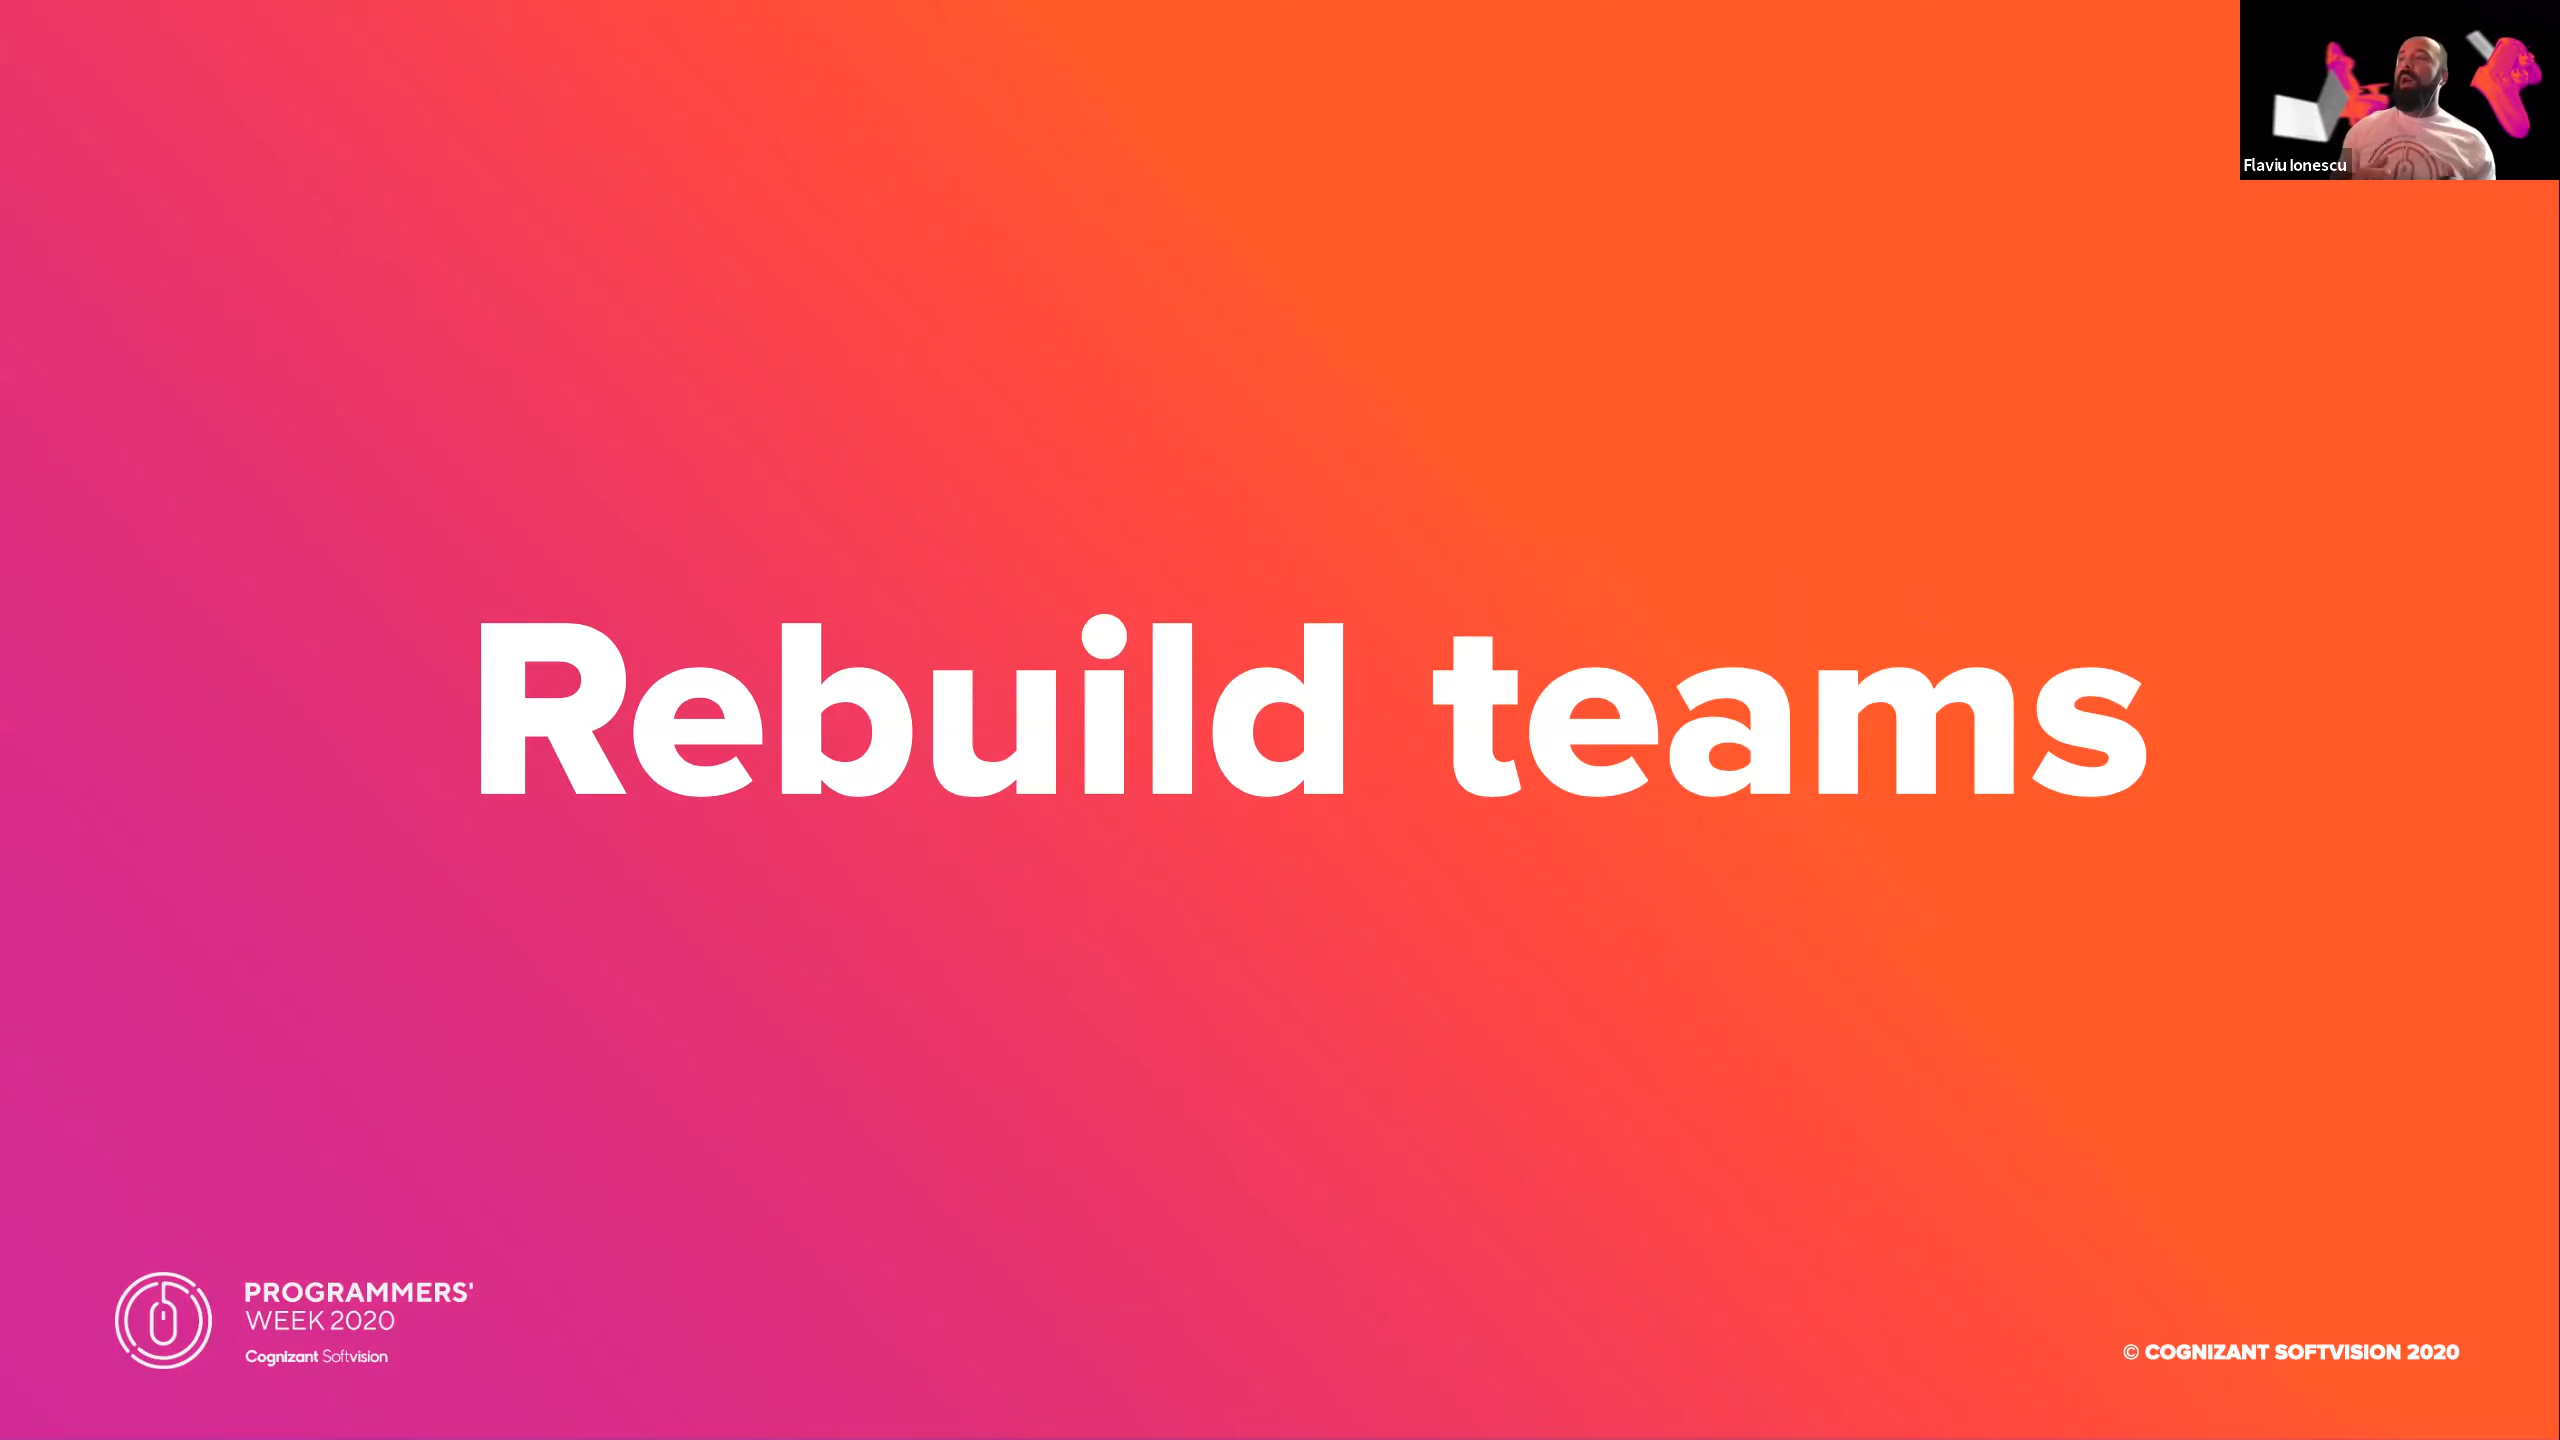 Flaviu Ionescu
Rebuild teams
PROGRAMMERS'
WEEK 2020
Cognizant Softvision
© COGNIZANT SOFTVISION 2020